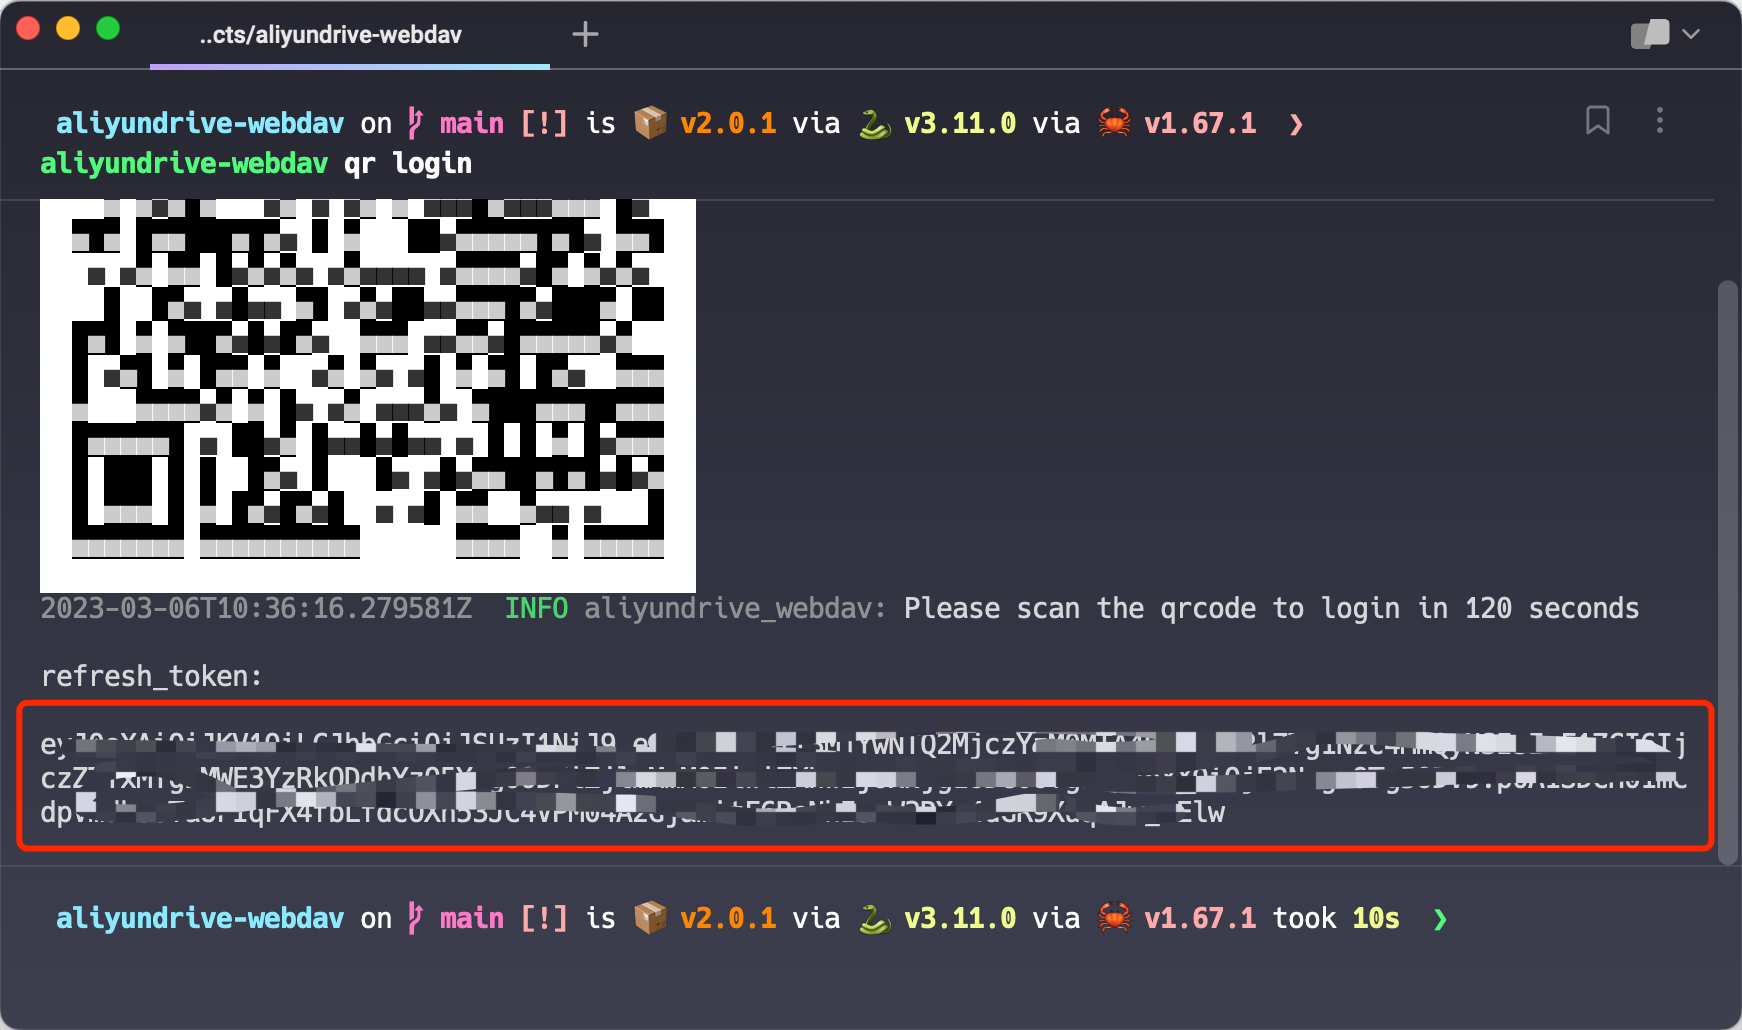 ..cts/aliyundrive-webdav
aliyundrive-webdav on main [!] is 📦 v2.0.1 via 🐍 v3.11.0 via 🦀 v1.67.1 ❯
aliyundrive-webdav qr login
2023-03-06T10:36:16.279581Z INFO aliyundrive_webdav: Please scan the qrcode to login in 120 seconds
refresh_token:
aliyundrive-webdav on main [!] is 📦 v2.0.1 via 🐍 v3.11.0 via 🦀 v1.67.1 took 10s ❯